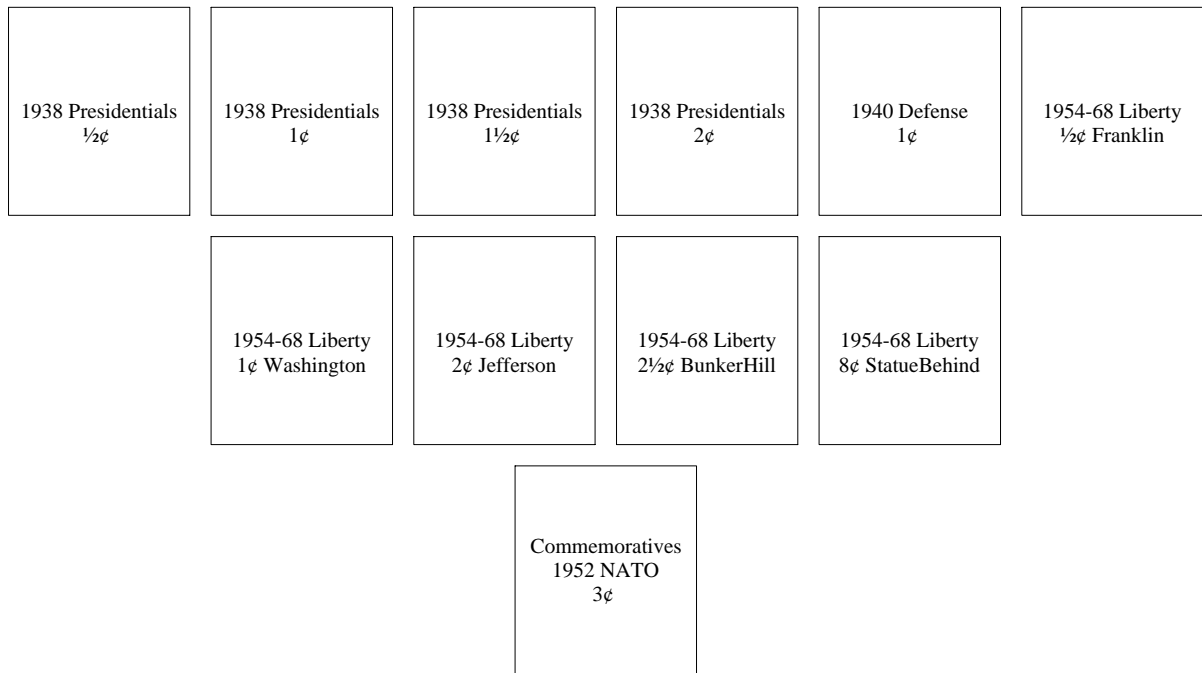 1938 Presidentials
½¢
1938 Presidentials
1¢
1938 Presidentials
1½¢
1938 Presidentials
2¢
1940 Defense
1¢
1954-68 Liberty
½¢ Franklin
1954-68 Liberty
1¢ Washington
1954-68 Liberty
2¢ Jefferson
1954-68 Liberty
2½¢ BunkerHill
1954-68 Liberty
8¢ StatueBehind
Commemoratives
1952 NATO
3¢